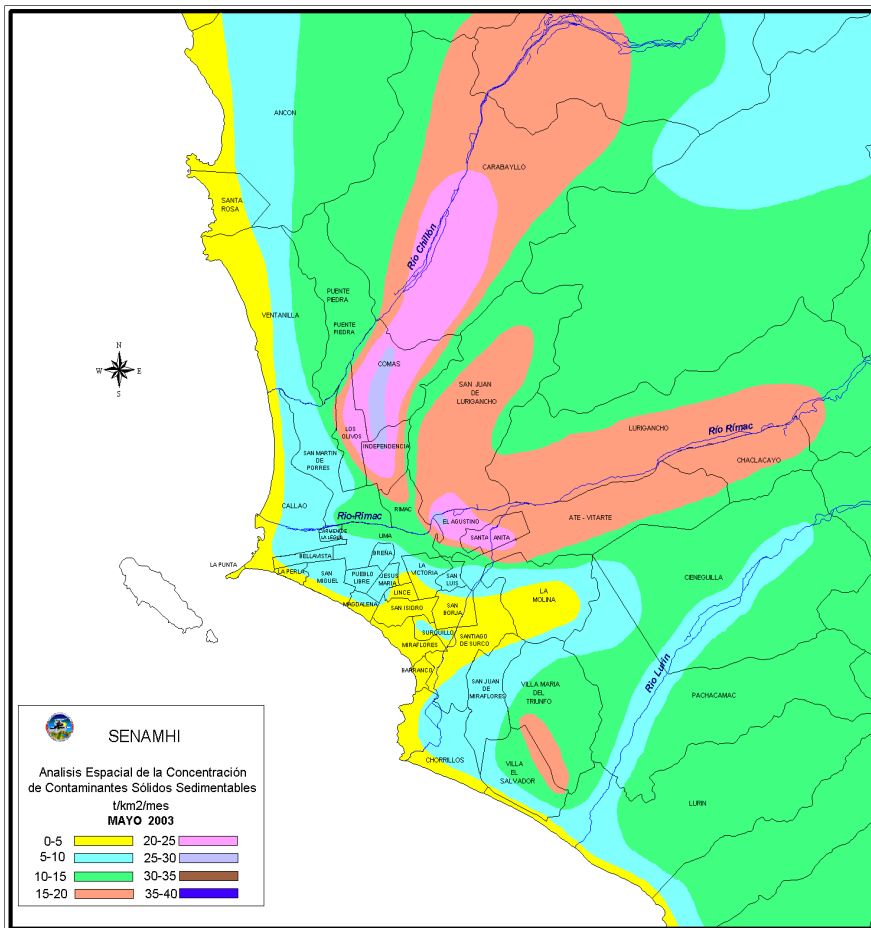 ANCON
CARABAYLLO
SANTA
ROSA
Río Chillón
PUENTE
PIEDRA
VENTANILLA
PUENTE
PIEDRA
N
W E
S
COMAS
SAN JUAN
DE
LURIGANCHO
LOS
OLIVOS
INDEPENDENCIA
LURIGANCHO
Río Rímac
SAN MARTIN
DE
PORRES
CHACLACAYO
CALLAO
Río-Rímac
RIMAC
EL AGUSTINO
ATE - VITARTE
CARMEN DE
LA LEGUA
LIMA
SANTA ANITA
BELLAVISTA
BREÑA
LA PUNTA
LA PERLA
SAN
MIGUEL
PUEBLO
LIBRE
JESUS
MARIA
LA
VICTORIA
SAN
LUIS
CIENEGUILLA
LINCE
LA
MOLINA
MAGDALENA
SAN ISIDRO
SAN
BORJA
SURQUILLO
MIRAFLORES
SANTIAGO
DE SURCO
BARRANCO
SAN JUAN
DE
MIRAFLORES
VILLA MARIA
DEL
TRIUNFO
Río Lurín
PACHACAMAC
CHORRILLOS
VILLA
EL
SALVADOR
LURIN
SENAMHI
Analisis Espacial de la Concentración
de Contaminantes Sólidos Sedimentables
t/km2/mes
MAYO 2003
0-5 20-25
5-10 25-30
10-15 30-35
15-20 35-40